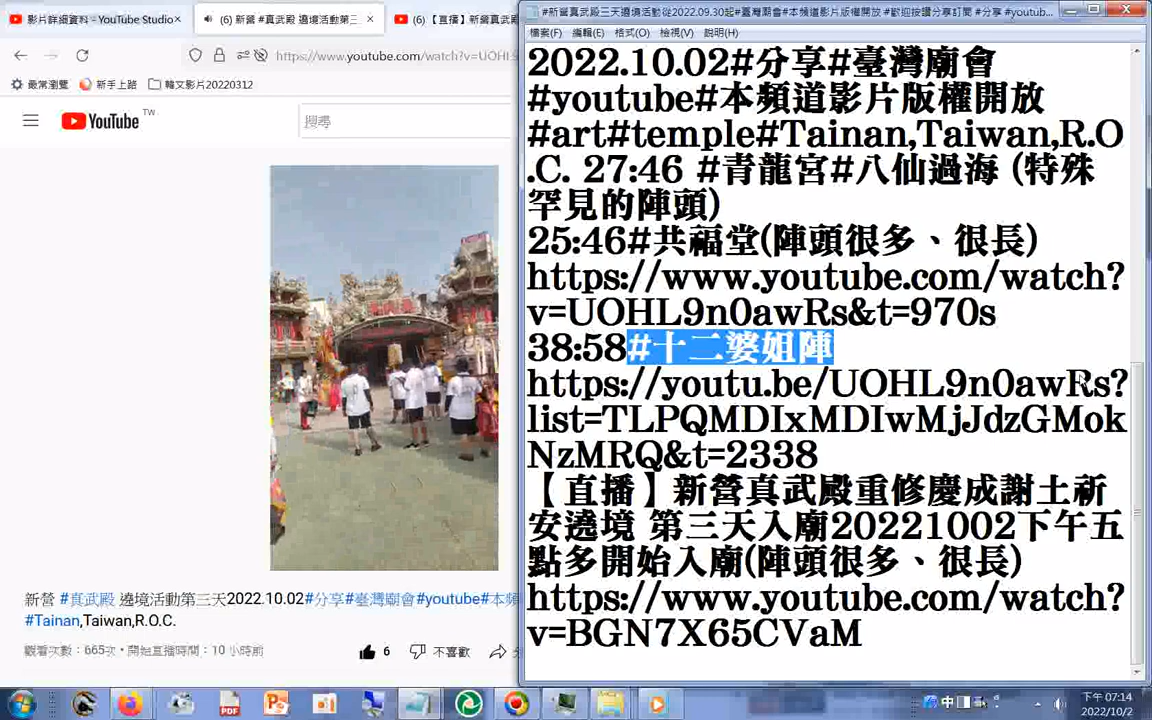 影片詳細資料 - YouTube Studio
(6) 新營 #真武殿 遶境活動第三
(6)【直播】新營真武殿
#新營真武殿三天遶境活動從2022.09.30起#臺灣廟會#本頻道影片版權開放 #歡迎按讚分享訂閱 #分享 #youtub...
檔案(F) 編輯(E) 格式(O) 檢視(V) 說明(H)
https://www.youtube.com/watch?v=UOHL9
最常瀏覽 新手上路 韓文影片20220312
YouTube TW
搜尋
2022.10.02#分享#臺灣廟會
#youtube#本頻道影片版權開放
#art#temple#Tainan,Taiwan,R.O
.C. 27:46 #青龍宮#八仙過海 (特殊
罕見的陣頭)
25:46#共福堂(陣頭很多、很長)
https://www.youtube.com/watch?
v=UOHL9n0awRs&t=970s
38:58#十二婆姐陣
https://youtu.be/UOHL9n0awRs?
list=TLPQMDIxMDIwMjJdzGMok
NzMRQ&t=2338
【直播】新營真武殿重修慶成謝土祈
安遶境 第三天入廟20221002下午五
點多開始入廟(陣頭很多、很長)
https://www.youtube.com/watch?
v=BGN7X65CVaM
新營 #真武殿 遶境活動第三天2022.10.02#分享#臺灣廟會#youtube#本頻
#Tainan,Taiwan,R.O.C.
觀看次數：665次・開始直播時間：10 小時前
6 不喜歡
PDF
中
下午 07:14
2022/10/2